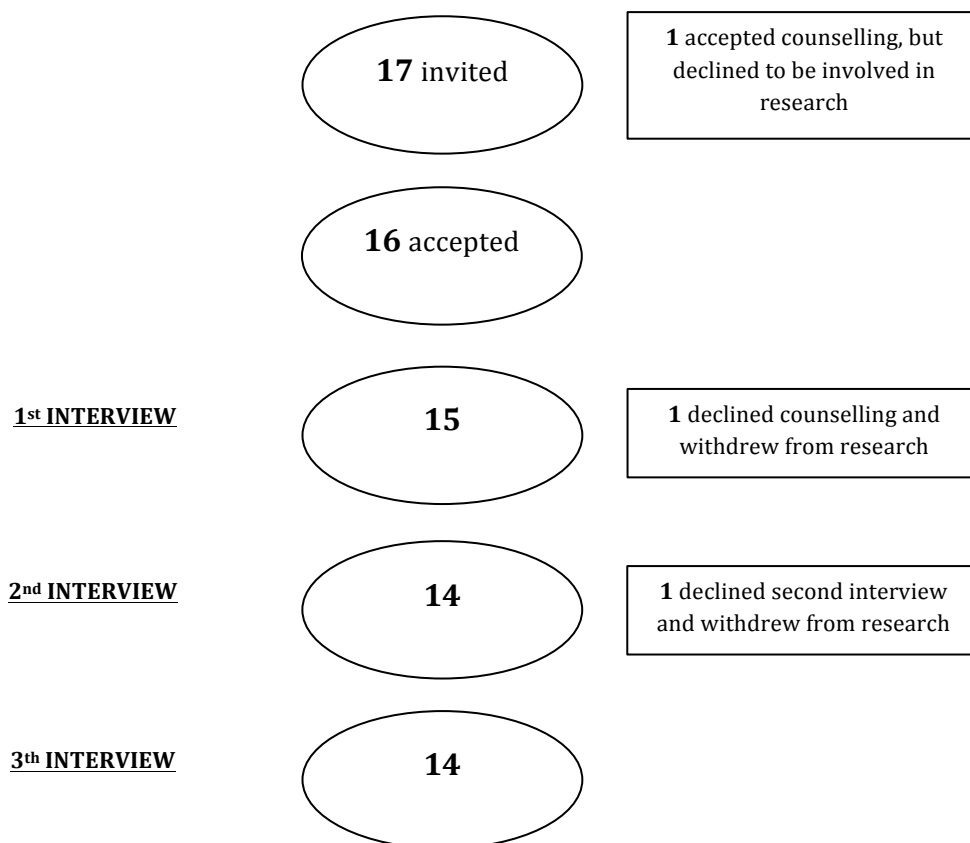 17 invited
1 accepted counselling, but
declined to be involved in
research
16 accepted
1st INTERVIEW
15
1 declined counselling and
withdrew from research
2nd INTERVIEW
14
1 declined second interview
and withdrew from research
3th INTERVIEW
14